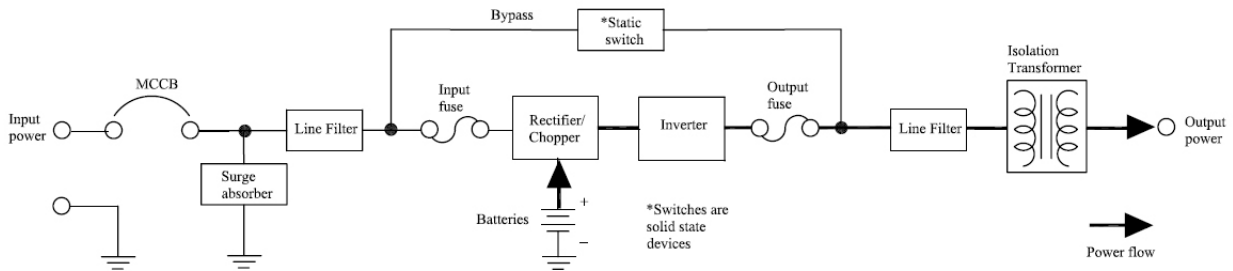 Bypass
*Static
switch
Isolation
Transformer
MCCB
Input
fuse
Output
fuse
Input
power
Line Filter
Rectifier/
Chopper
Inverter
Line Filter
Output
power
Surge
absorber
Batteries
+
–
*Switches are
solid state
devices
Power flow